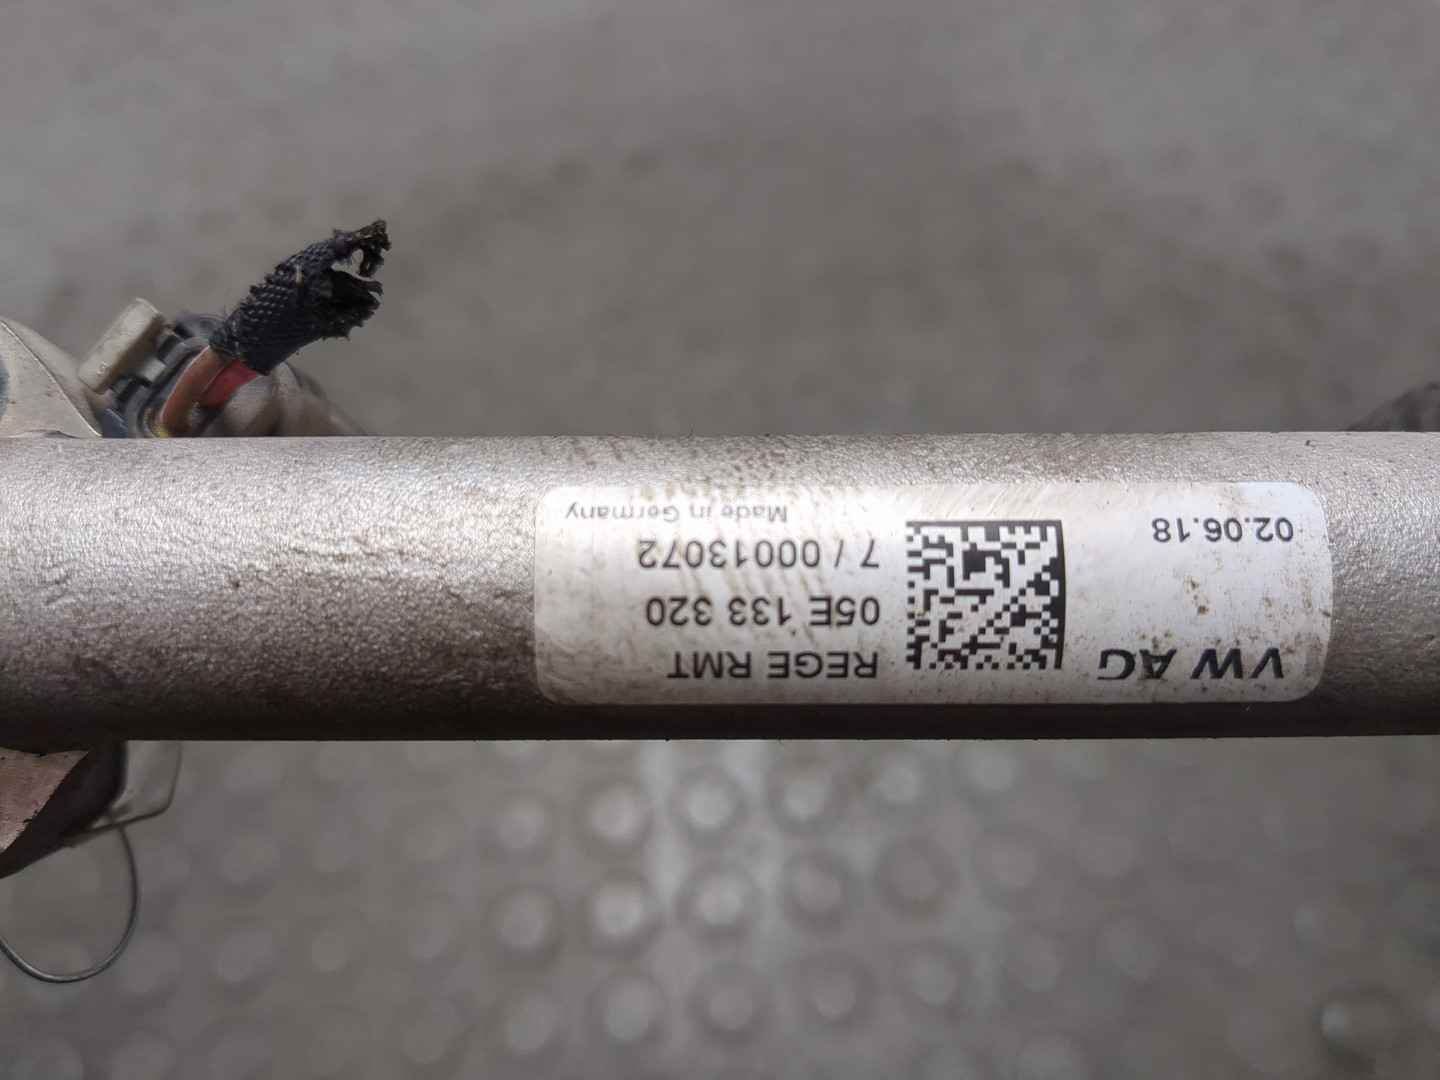 VW AG
02.06.18
REGE RMT
05E 133 320
7 / 00013072
Made in Germany